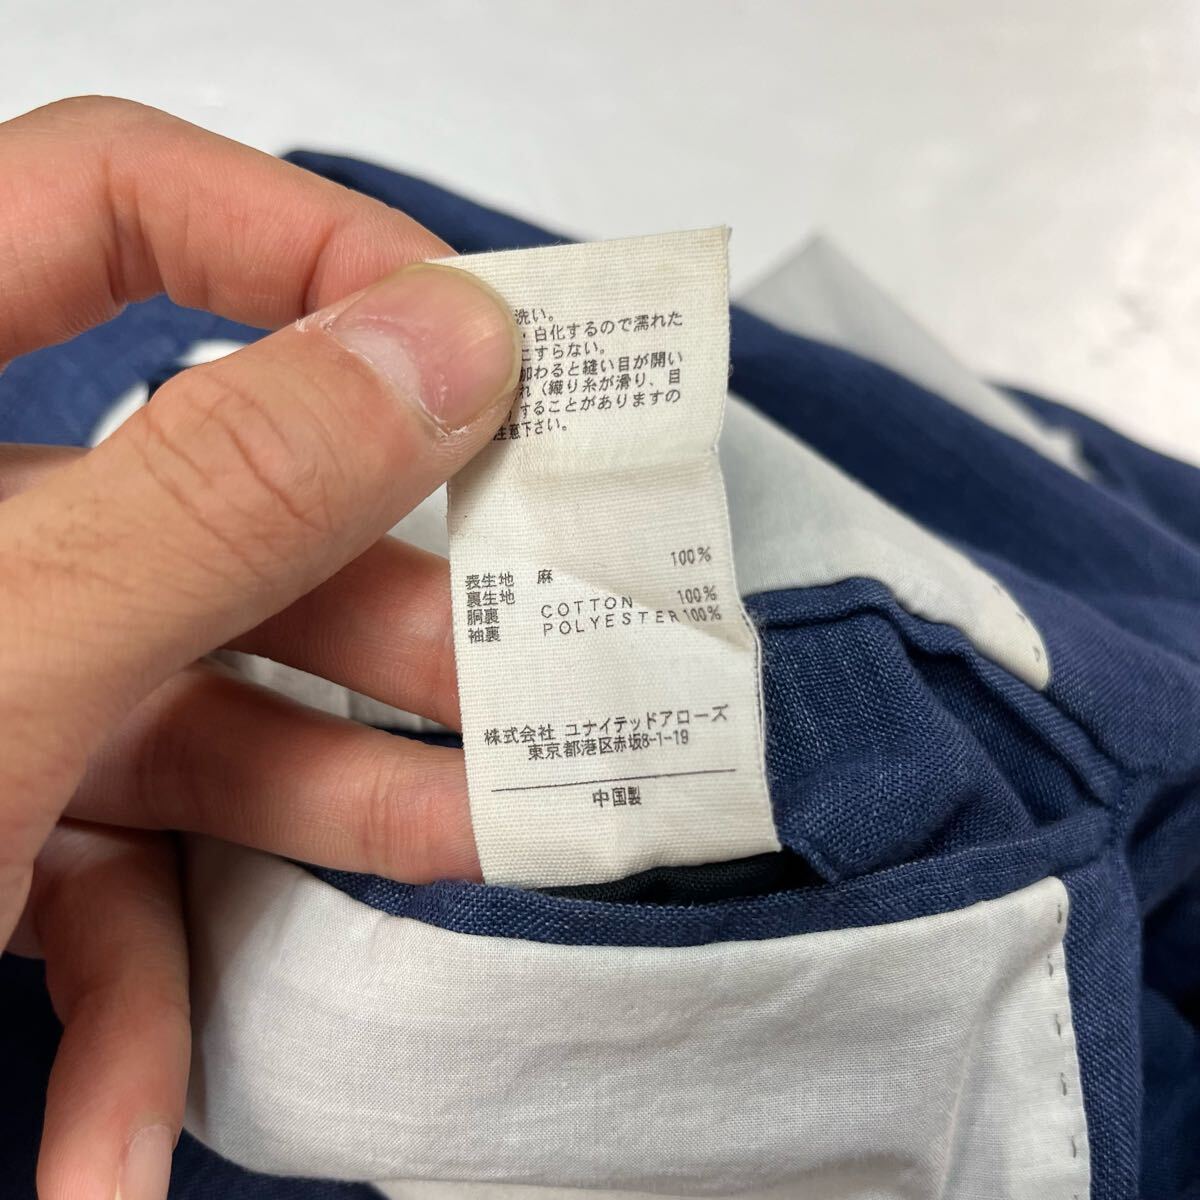 洗い。
・白化するので濡れた
こすらない。
加わると縫い目が開い
れ（縒り糸が滑り、目
）することがありますの
注意下さい。
表生地 麻 100%
裏生地
胴裏 COTTON 100%
袖裏 POLYESTER 100%
株式会社 ユナイテッドアローズ
東京都港区赤坂8-1-19
中国製